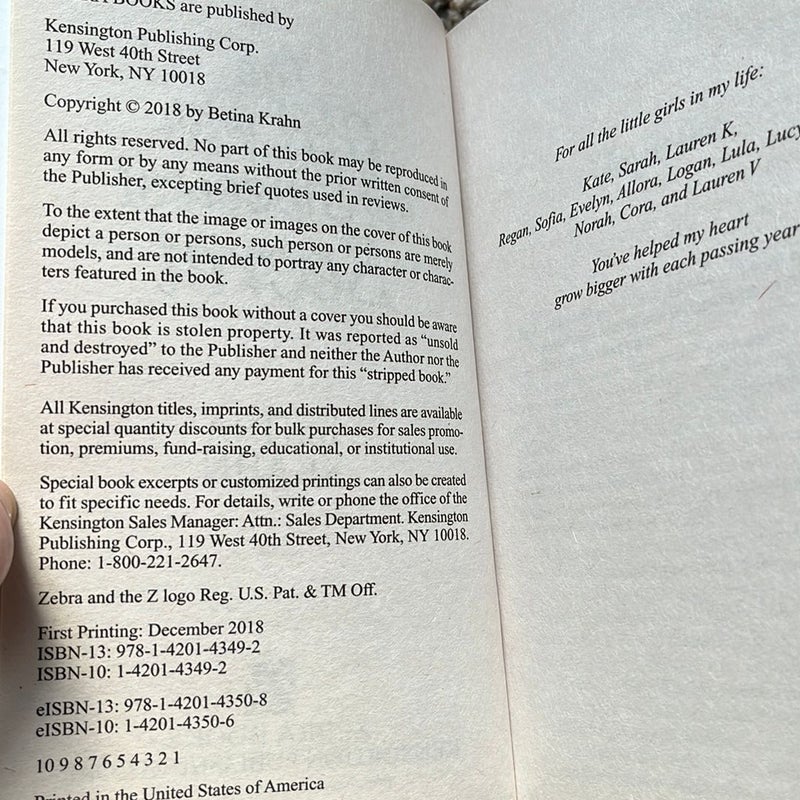 BOOKS are published by
Kensington Publishing Corp.
119 West 40th Street
New York, NY 10018
Copyright © 2018 by Betina Krahn
All rights reserved. No part of this book may be reproduced in
any form or by any means without the prior written consent of
the Publisher, excepting brief quotes used in reviews.
To the extent that the image or images on the cover of this book
depict a person or persons, such person or persons are merely
models, and are not intended to portray any character or charac-
ters featured in the book.
If you purchased this book without a cover you should be aware
that this book is stolen property. It was reported as “unsold
and destroyed” to the Publisher and neither the Author nor the
Publisher has received any payment for this “stripped book.”
All Kensington titles, imprints, and distributed lines are available
at special quantity discounts for bulk purchases for sales promo-
tion, premiums, fund-raising, educational, or institutional use.
Special book excerpts or customized printings can also be created
to fit specific needs. For details, write or phone the office of the
Kensington Sales Manager: Attn.: Sales Department. Kensington
Publishing Corp., 119 West 40th Street, New York, NY 10018.
Phone: 1-800-221-2647.
Zebra and the Z logo Reg. U.S. Pat. & TM Off.
First Printing: December 2018
ISBN-13: 978-1-4201-4349-2
ISBN-10: 1-4201-4349-2
eISBN-13: 978-1-4201-4350-8
eISBN-10: 1-4201-4350-6
10 9 8 7 6 5 4 3 2 1
Printed in the United States of America
For all the little girls in my life:
Kate, Sarah, Lauren K,
Regan, Sofia, Evelyn, Allora, Logan, Lula, Lucy
Norah, Cora, and Lauren V
You’ve helped my heart
grow bigger with each passing year